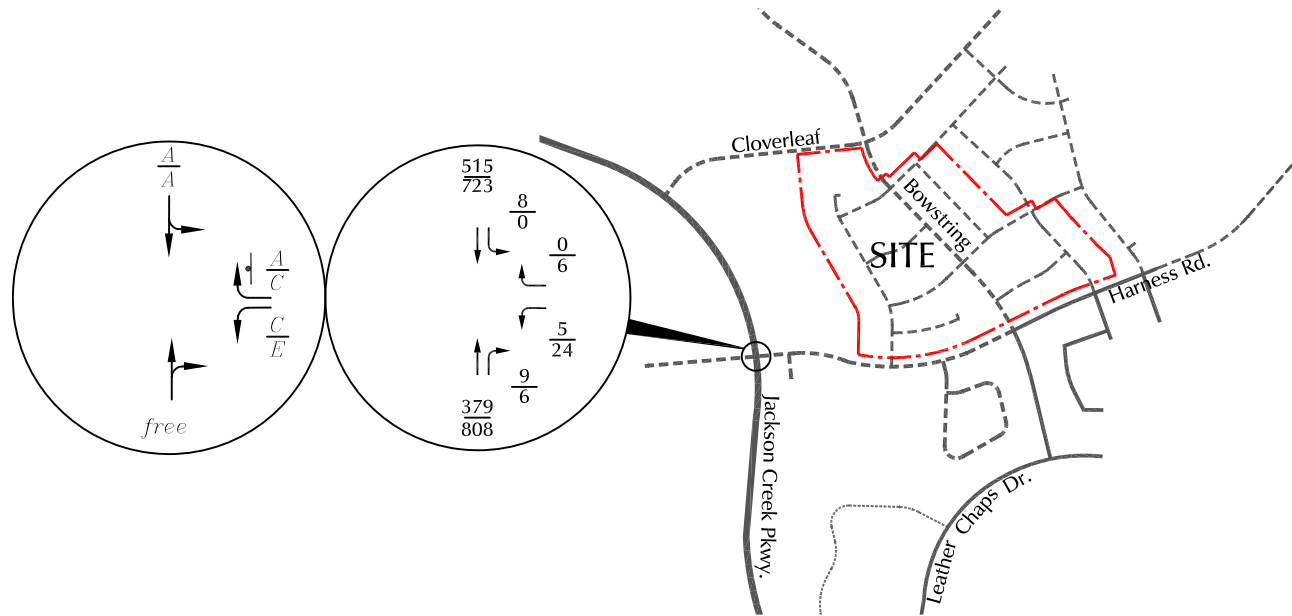 A
A
A
C
C
E
free
515
723
8
0
0
6
5
24
9
6
379
808
Cloverleaf
Bowstring
SITE
Harness Rd.
Jackson Creek Pkwy.
Leather Chaps Dr.